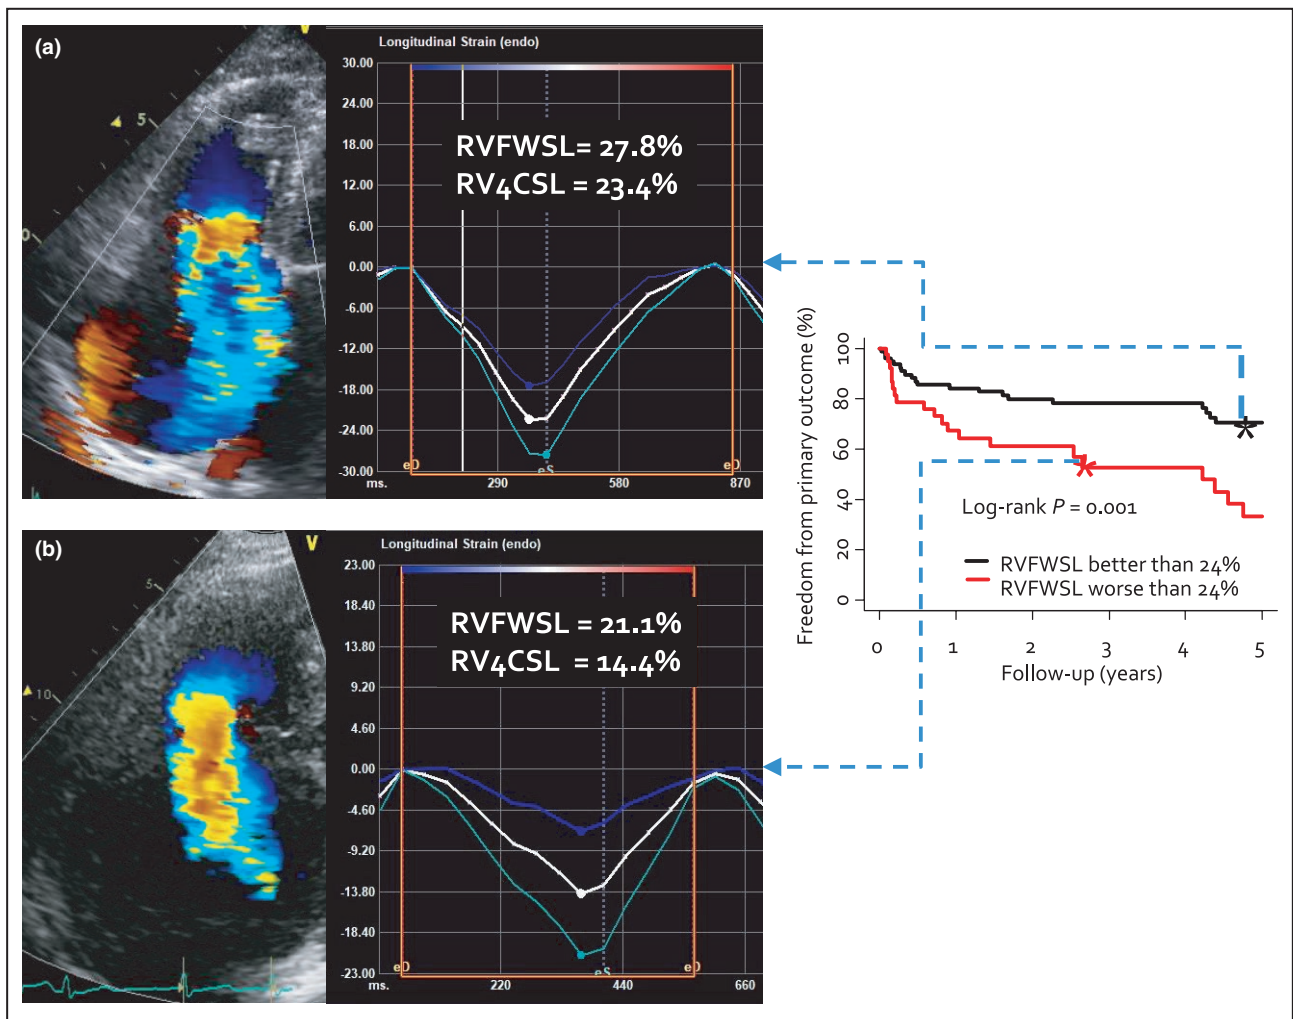 (a)
V
5
0
Longitudinal Strain (endo)
30.00
24.00
18.00
12.00
6.00
0.00
-6.00
-12.00
-18.00
-24.00
-30.00
RVFWSL= 27.8%
RV4CSL = 23.4%
eD
eS
eD
ms.
290
580
870
(b)
V
5
10
Longitudinal Strain (endo)
23.00
18.40
13.80
9.20
4.60
0.00
-4.60
-9.20
-13.80
-18.40
-23.00
RVFWSL = 21.1%
RV4CSL = 14.4%
eD
eS
eD
ms.
220
440
660
Freedom from primary outcome (%)
100
80
60
40
20
0
Log-rank P = 0.001
RVFWSL better than 24%
RVFWSL worse than 24%
0 1 2 3 4 5
Follow-up (years)